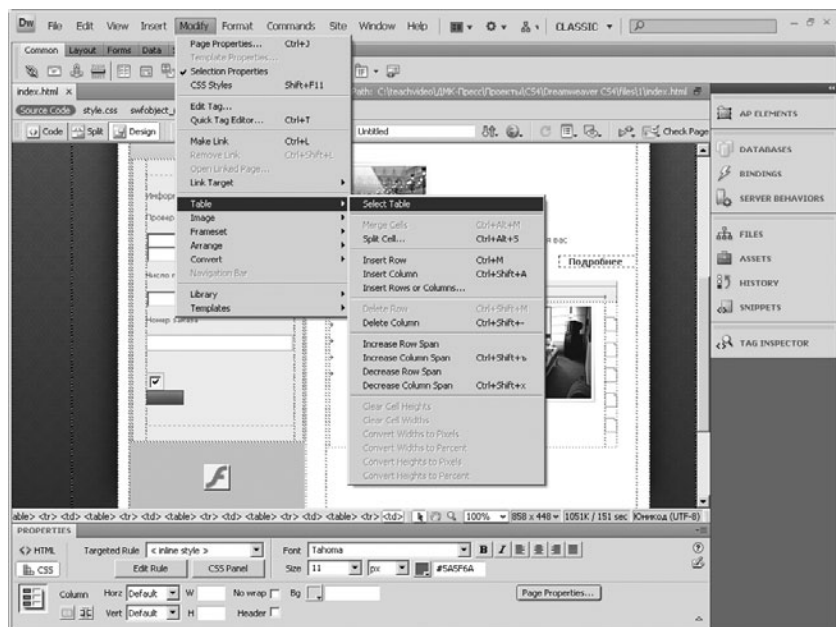 Dw File Edit View Insert Modify Format Commands Site Window Help CLASSIC
Common Layout Forms Data
index.html × Path: C:\teachvideo\ДМК-Пресс\Проекты\CS4\Dreamweaver CS4\files\1\index.html
Source Code style.css swfobject_
Code Split Design Untitled Check Page
Page Properties... Ctrl+J
Template Properties...
Selection Properties
CSS Styles Shift+F11
Edit Tag...
Quick Tag Editor... Ctrl+T
Make Link Ctrl+L
Remove Link Ctrl+Shift+L
Open Linked Page...
Link Target
Table
Image
Frameset
Arrange
Convert
Navigation Bar
Library
Templates
Select Table
Merge Cells Ctrl+Alt+M
Split Cell... Ctrl+Alt+S
Insert Row Ctrl+M
Insert Column Ctrl+Shift+A
Insert Rows or Columns...
Delete Row Ctrl+Shift+M
Delete Column Ctrl+Shift+-
Increase Row Span
Increase Column Span Ctrl+Shift+ъ
Decrease Row Span
Decrease Column Span Ctrl+Shift+х
Clear Cell Heights
Clear Cell Widths
Convert Widths to Pixels
Convert Widths to Percent
Convert Heights to Pixels
Convert Heights to Percent
Инфор
Провер
Число
Номер заказа
вас
Подробнее
AP ELEMENTS
DATABASES
BINDINGS
SERVER BEHAVIORS
FILES
ASSETS
HISTORY
SNIPPETS
TAG INSPECTOR
able> <tr> <td> <table> <tr> <td> <table> <tr> <td> <table> <tr> <td> <table> <tr> <td> 100% 858 x 448 1051K / 151 sec Юникод (UTF-8)
PROPERTIES
HTML Targeted Rule < inline style > Font Tahoma B I
CSS Edit Rule CSS Panel Size 11 px #5A5F6A
Column Horz Default W No wrap Bg Page Properties...
Vert Default H Header